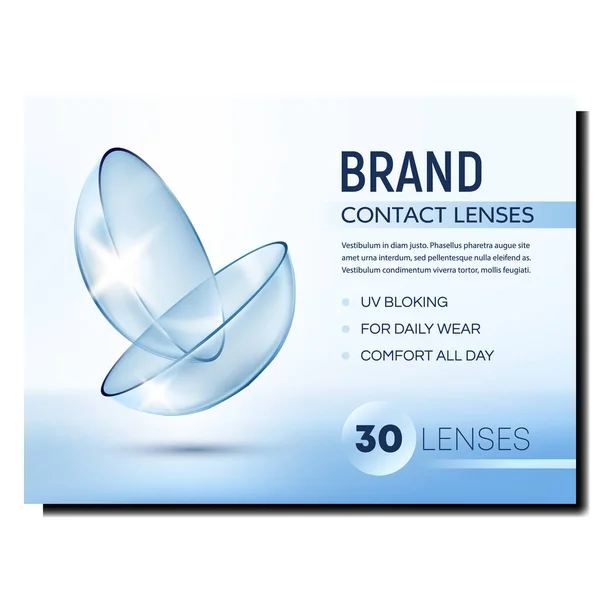 BRAND
CONTACT LENSES
Vestibulum in diam justo. Phasellus pharetra augue site
amet urna interdum, sed pellentesque nulla eleifend as.
Vestibulum condimentum viverra tortor, mollis feugiati.
UV BLOKING
FOR DAILY WEAR
COMFORT ALL DAY
30 LENSES